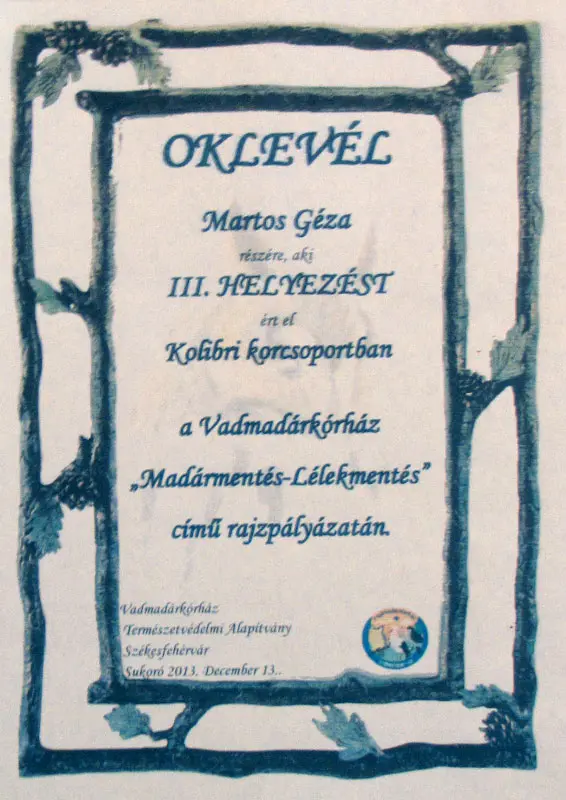 OKLEVÉL
Martos Géza
részére, aki
III. HELYEZÉST
ért el
Kolibri korcsoportban
a Vadmadárkórház
„Madármentés-Lélekmentés”
című rajzpályázatán.
Vadmadárkórház
Természetvédelmi Alapítvány
Székesfehérvár
Sukoró 2013. December 13..